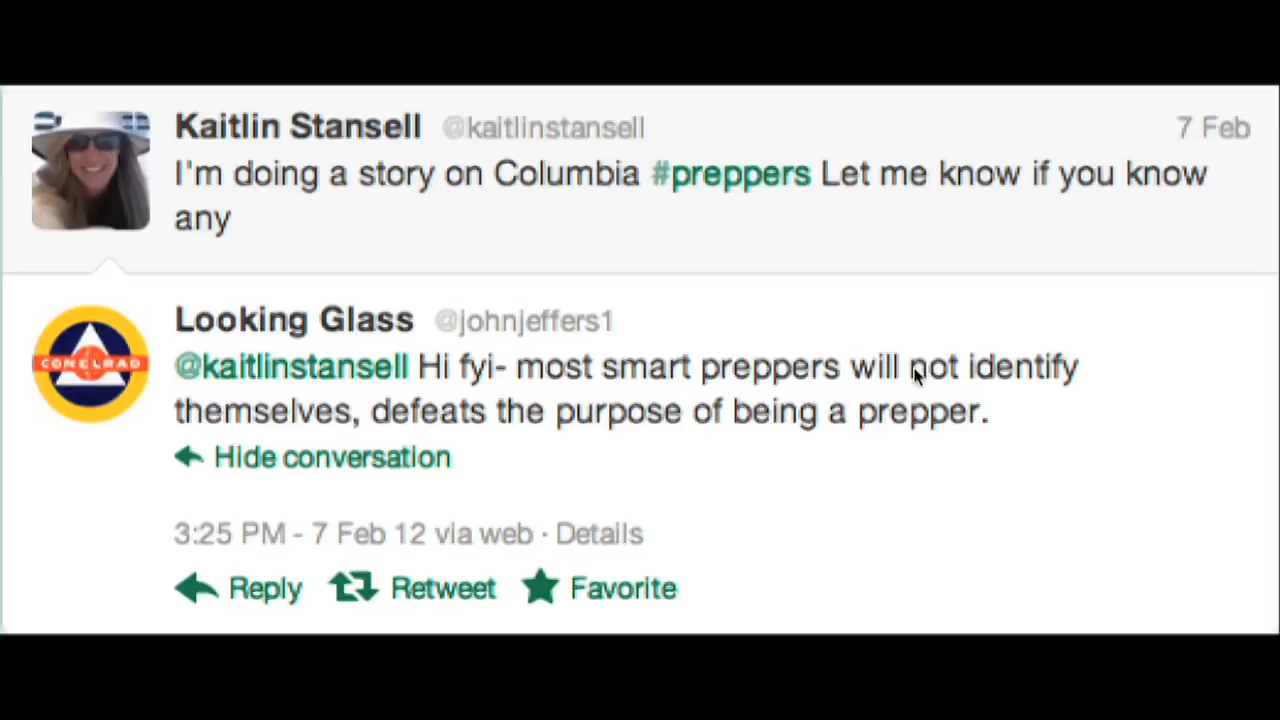 Kaitlin Stansell @kaitlinstansell 7 Feb
I'm doing a story on Columbia #preppers Let me know if you know
any
Looking Glass @johnjeffers1
CONELRAD
@kaitlinstansell Hi fyi- most smart preppers will not identify
themselves, defeats the purpose of being a prepper.
Hide conversation
3:25 PM - 7 Feb 12 via web · Details
Reply Retweet Favorite